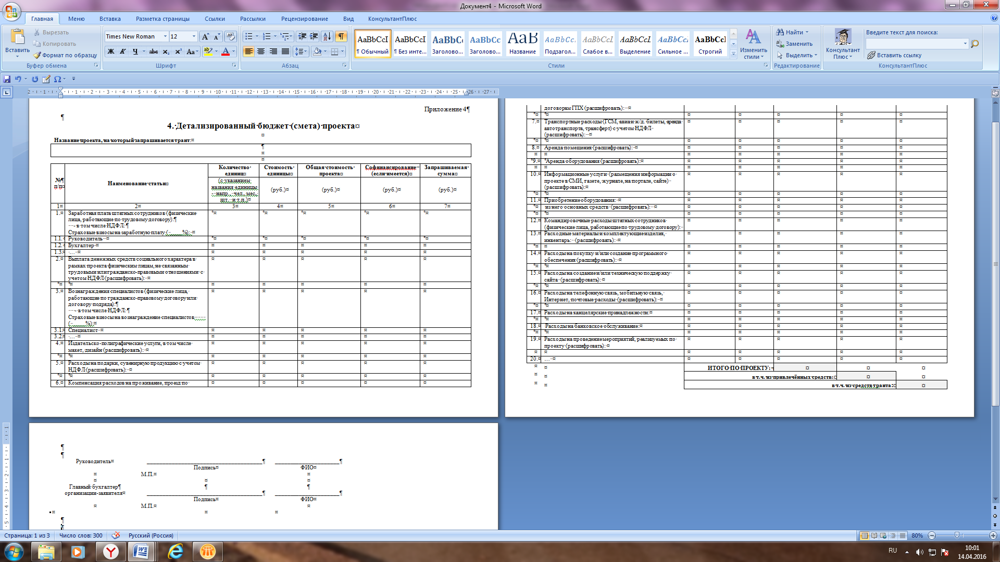 Документ4 - Microsoft Word
Главная Меню Вставка Разметка страницы Ссылки Рассылки Рецензирование Вид КонсультантПлюс
Вставить
Вырезать
Копировать
Формат по образцу
Буфер обмена
Times New Roman 12
Ж К Ч abc x₂ x² Aa
Шрифт
Абзац
AaBbCcI AaBbCcI AaBbC AaBbCc AaB AaBbCc. AaBbCcI AaBbCcI AaBbCcI AaBbCcI
¶ Обычный ¶ Без инте... Заголово... Заголово... Название Подзагол... Слабое в... Выделение Сильное ... Строгий
Изменить стили
Стили
Найти
Заменить
Выделить
Редактирование
Консультант Плюс
Введите текст для поиска:
Вставить ссылку
КонсультантПлюс
Приложение 4
4. Детализированный бюджет (смета) проекта
Название проекта, на который запрашивается грант:
№ п/п
Наименование статьи
Количество единиц
(с указанием названия единицы - напр., чел., мес., шт. и т.п.)
Стоимость единицы
(руб.)
Общая стоимость проекта
(руб.)
Софинансирование (если имеется)
(руб.)
Запрашиваемая сумма
(руб.)
1 2 3 4 5 6 7
1. Заработная плата штатных сотрудников (физические
лица, работающие по трудовому договору):
- в том числе НДФЛ:
Страховые взносы на заработную плату (_____%):
1.1. Руководитель
1.2. Бухгалтер
1.3. ...
2. Выплата денежных средств социального характера в
рамках проекта физическим лицам, не связанным
трудовыми или гражданско-правовыми отношениями с
учетом НДФЛ (расшифровать):
3. Вознаграждения специалистов (физические лица,
работающие по гражданско-правовому договору или
договору подряда):
- в том числе НДФЛ:
Страховые взносы на вознаграждение специалистов
(_____%):
3.1. Специалист
3.2. ...
4. Издательско-полиграфические услуги, в том числе
макет, дизайн (расшифровать):
5. Расходы на подарки, сувенирную продукцию с учетом
НДФЛ (расшифровать):
6. Компенсация расходов на проживание, проезд по
договорам ГПХ (расшифровать):
7. Транспортные расходы (ГСМ, авиа и ж/д. билеты, аренда
автотранспорта, трансферт) с учетом НДФЛ
(расшифровать):
8. Аренда помещения (расшифровать):
9. Аренда оборудования (расшифровать):
10. Информационные услуги (размещения информации о
проекте в СМИ, газете, журнале, на портале, сайте)
(расшифровать):
11. Приобретение оборудования:
из него основных средств (расшифровать):
12. Командировочные расходы штатных сотрудников
(физические лица, работающие по трудовому договору):
13. Расходные материалы и комплектующие изделия,
инвентарь: (расшифровать):
14. Расходы на покупку и/или создание программного
обеспечения (расшифровать):
15. Расходы на создание и/или техническую поддержку
сайта (расшифровать):
16. Расходы на телефонную связь, мобильную связь,
Интернет, почтовые расходы (расшифровать):
17. Расходы на канцелярские принадлежности:
18. Расходы на банковское обслуживание:
19. Расходы на проведение мероприятий, реализуемых по
проекту (расшифровать):
20. ...
ИТОГО ПО ПРОЕКТУ:
в т.ч. из привлечённых средств:
в т.ч. из средств гранта:
Руководитель
Подпись ФИО
М.П.
Главный бухгалтер
организации-заявителя
Подпись ФИО
М.П.
Страница: 1 из 3 Число слов: 300 Русский (Россия) 80%
RU
10:01
14.04.2016